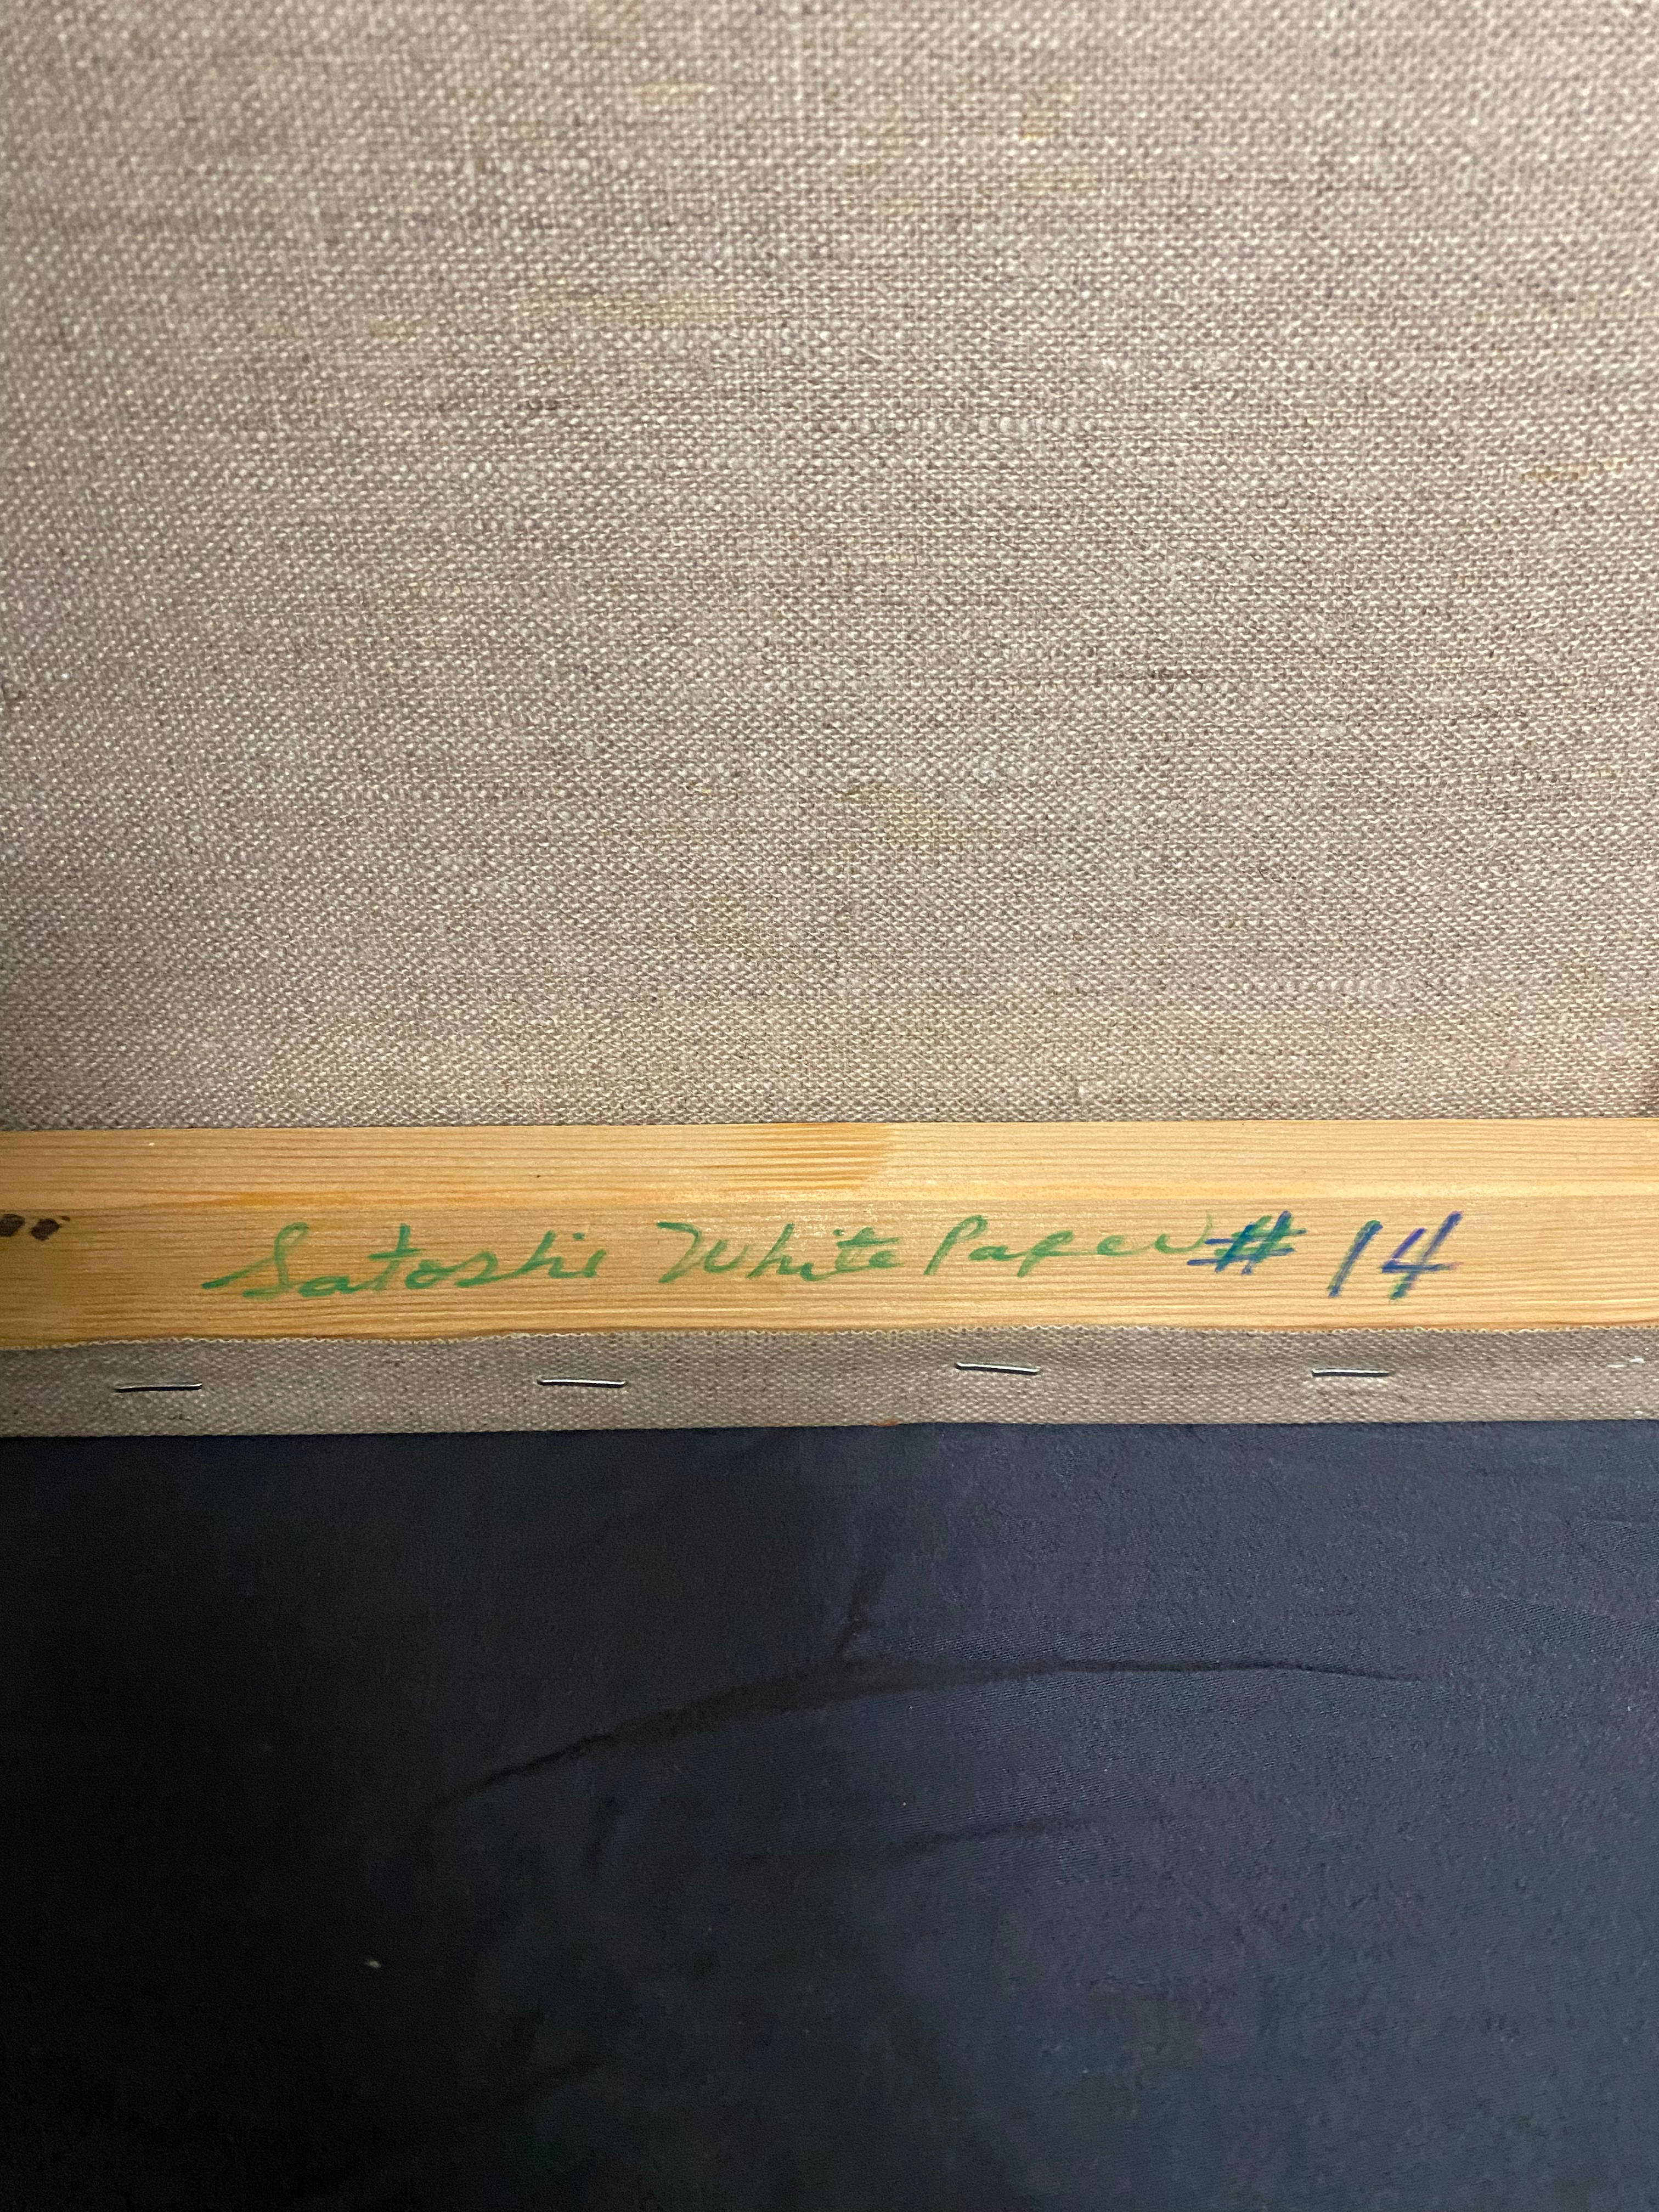 Satoshi White Paper # 14